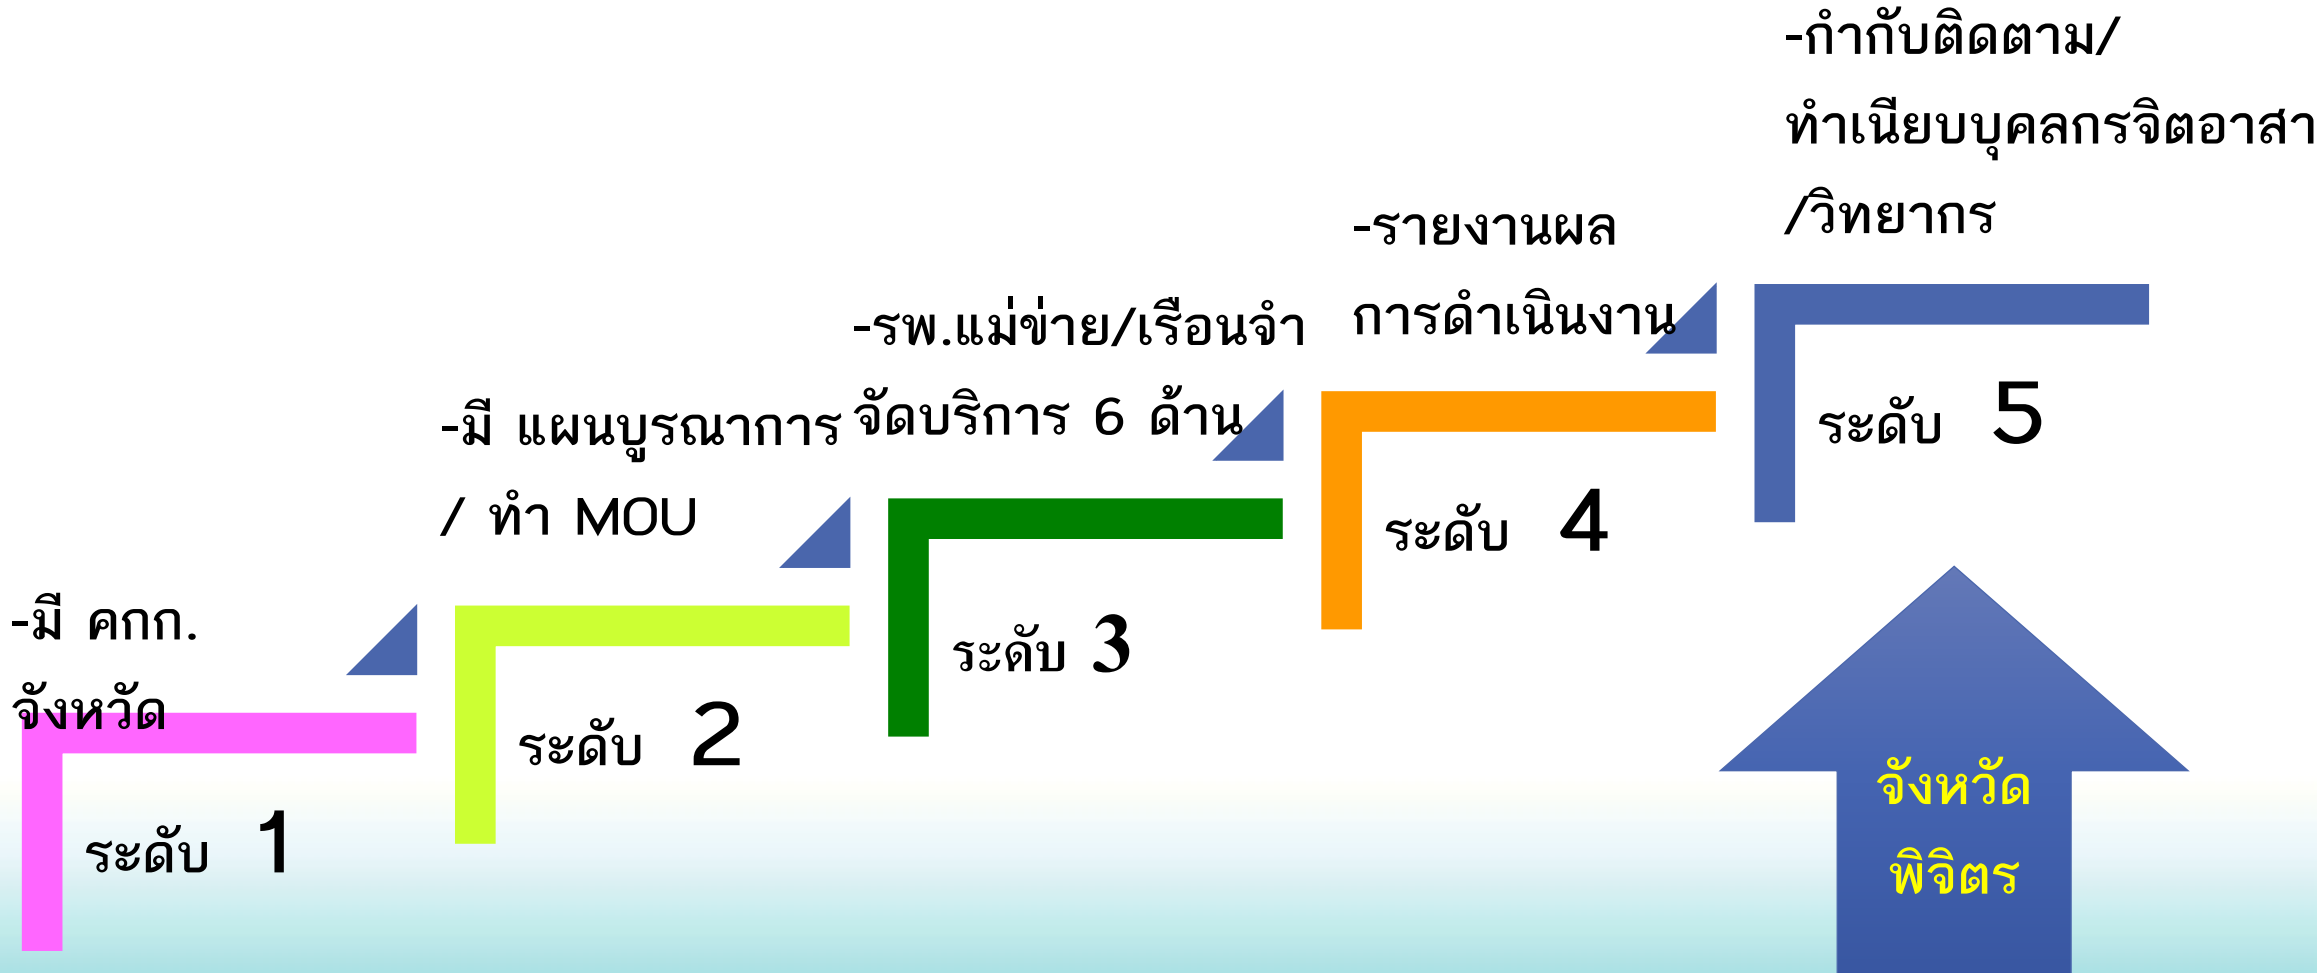 -มี คกก.
จังหวัด
ระดับ 1
-มี แผนบูรณาการ
/ ทำ MOU
ระดับ 2
-รพ.แม่ข่าย/เรือนจำ
จัดบริการ 6 ด้าน
ระดับ 3
-รายงานผล
การดำเนินงาน
ระดับ 4
-กำกับติดตาม/
ทำเนียบบุคลกรจิตอาสา
/วิทยากร
ระดับ 5
จังหวัด
พิจิตร